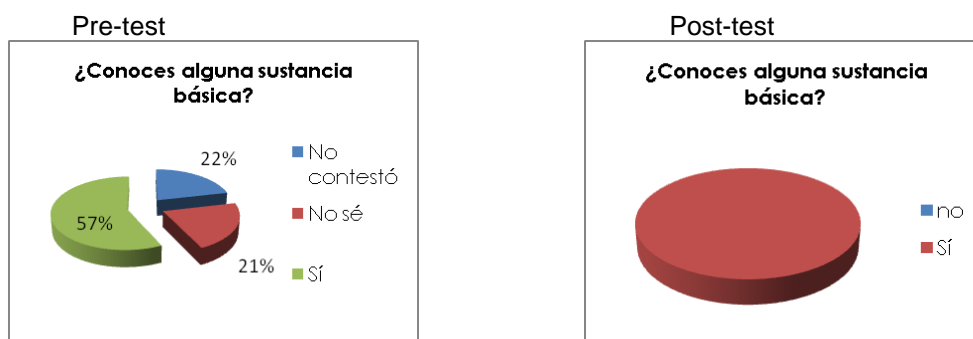 Pre-test
¿Conoces alguna sustancia
básica?
22%
57%
21%
No
contestó
No sé
Sí
Post-test
¿Conoces alguna sustancia
básica?
no
Sí